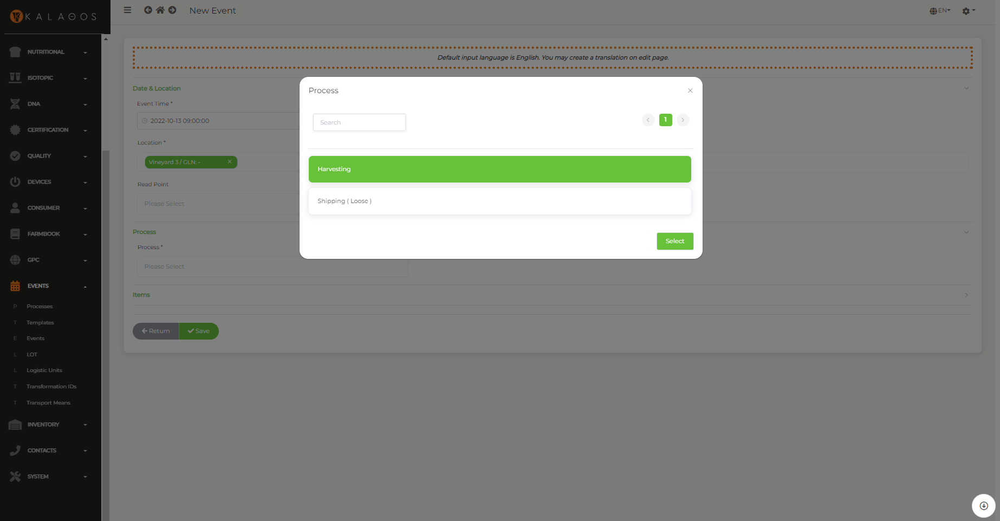 KALAΘOS
New Event
EN
NUTRITIONAL
ISOTOPIC
DNA
CERTIFICATION
QUALITY
DEVICES
CONSUMER
FARMBOOK
GPC
EVENTS
P Processes
T Templates
E Events
L LOT
L Logistic Units
T Transformation IDs
T Transport Means
INVENTORY
CONTACTS
SYSTEM
Default input language is English. You may create a translation on edit page.
Date & Location
Event Time *
2022-10-13 09:00:00
Location *
Vineyard 3 / GLN: - ×
Read Point
Please Select
Process
Process *
Please Select
Items
Return Save
Process ×
Search
1
Harvesting
Shipping ( Loose )
Select